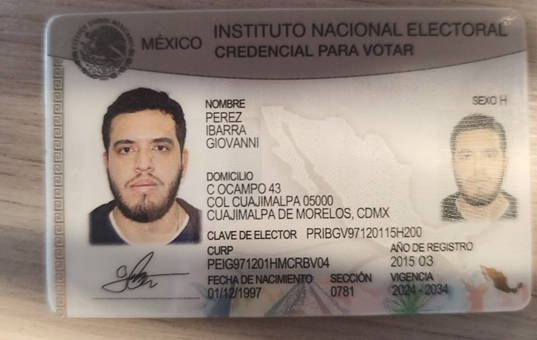 MÉXICO INSTITUTO NACIONAL ELECTORAL
CREDENCIAL PARA VOTAR
NOMBRE
SEXO H
PEREZ
IBARRA
GIOVANNI
DOMICILIO
C OCAMPO 43
COL CUAJIMALPA 05000
CUAJIMALPA DE MORELOS, CDMX
CLAVE DE ELECTOR PRIBGV97120115H200
CURP AÑO DE REGISTRO
PEIG971201HMCRBV04 2015 03
FECHA DE NACIMIENTO SECCIÓN VIGENCIA
01/12/1997 0781 2024 - 2034